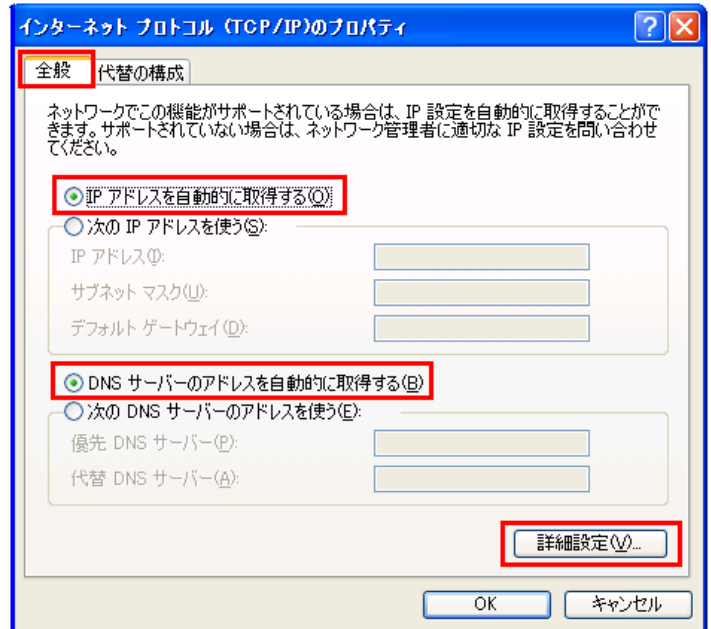 インターネット プロトコル (TCP/IP)のプロパティ
全般
代替の構成
ネットワークでこの機能がサポートされている場合は、IP 設定を自動的に取得することがで
きます。サポートされていない場合は、ネットワーク管理者に適切な IP 設定を問い合わせ
てください。
IP アドレスを自動的に取得する(O)
次の IP アドレスを使う(S):
IP アドレス(I):
サブネット マスク(U):
デフォルト ゲートウェイ(D):
DNS サーバーのアドレスを自動的に取得する(B)
次の DNS サーバーのアドレスを使う(E):
優先 DNS サーバー(P):
代替 DNS サーバー(A):
詳細設定(V)...
OK
キャンセル